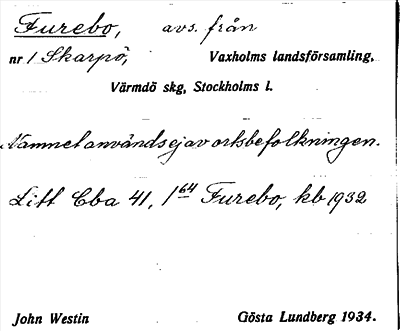 Furebo, avs. från
nr 1 Skarpö, Vaxholms landsförsamling,
Värmdö skg, Stockholms l.
Namnet användes ej av ortsbefolkningen.
Litt Cba 41, 1⁶⁴ Furebo, kb 1932
John Westin Gösta Lundberg 1934.